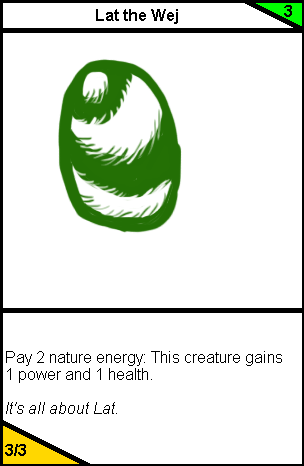 Lat the Wej
3
Pay 2 nature energy: This creature gains
1 power and 1 health.
It's all about Lat.
3/3